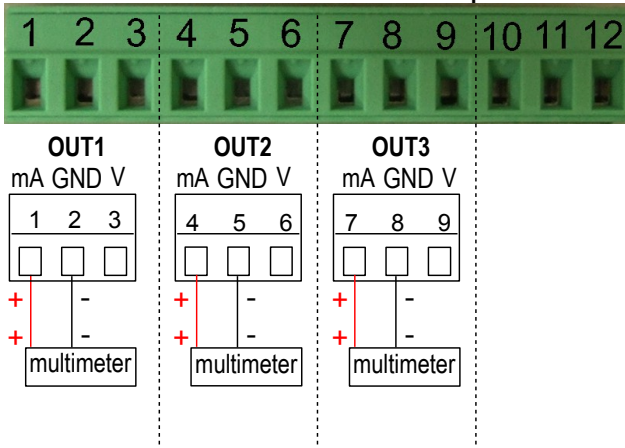 1 2 3 4 5 6 7 8 9 10 11 12
OUT1 OUT2 OUT3
mA GND V mA GND V mA GND V
1 2 3 4 5 6 7 8 9
+ - + - + -
+ - + - + -
multimeter multimeter multimeter